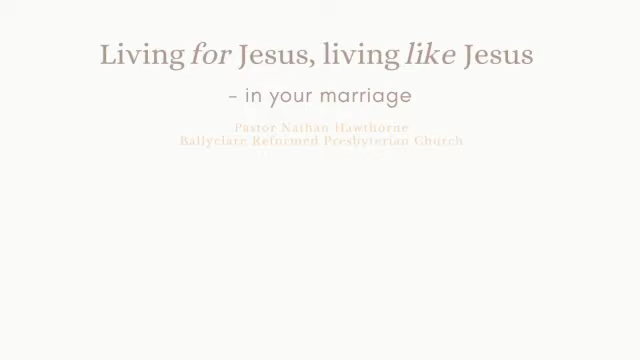 Living for Jesus, living like Jesus
- in your marriage
Pastor Nathan Hawthorne
Ballyclare Reformed Presbyterian Church